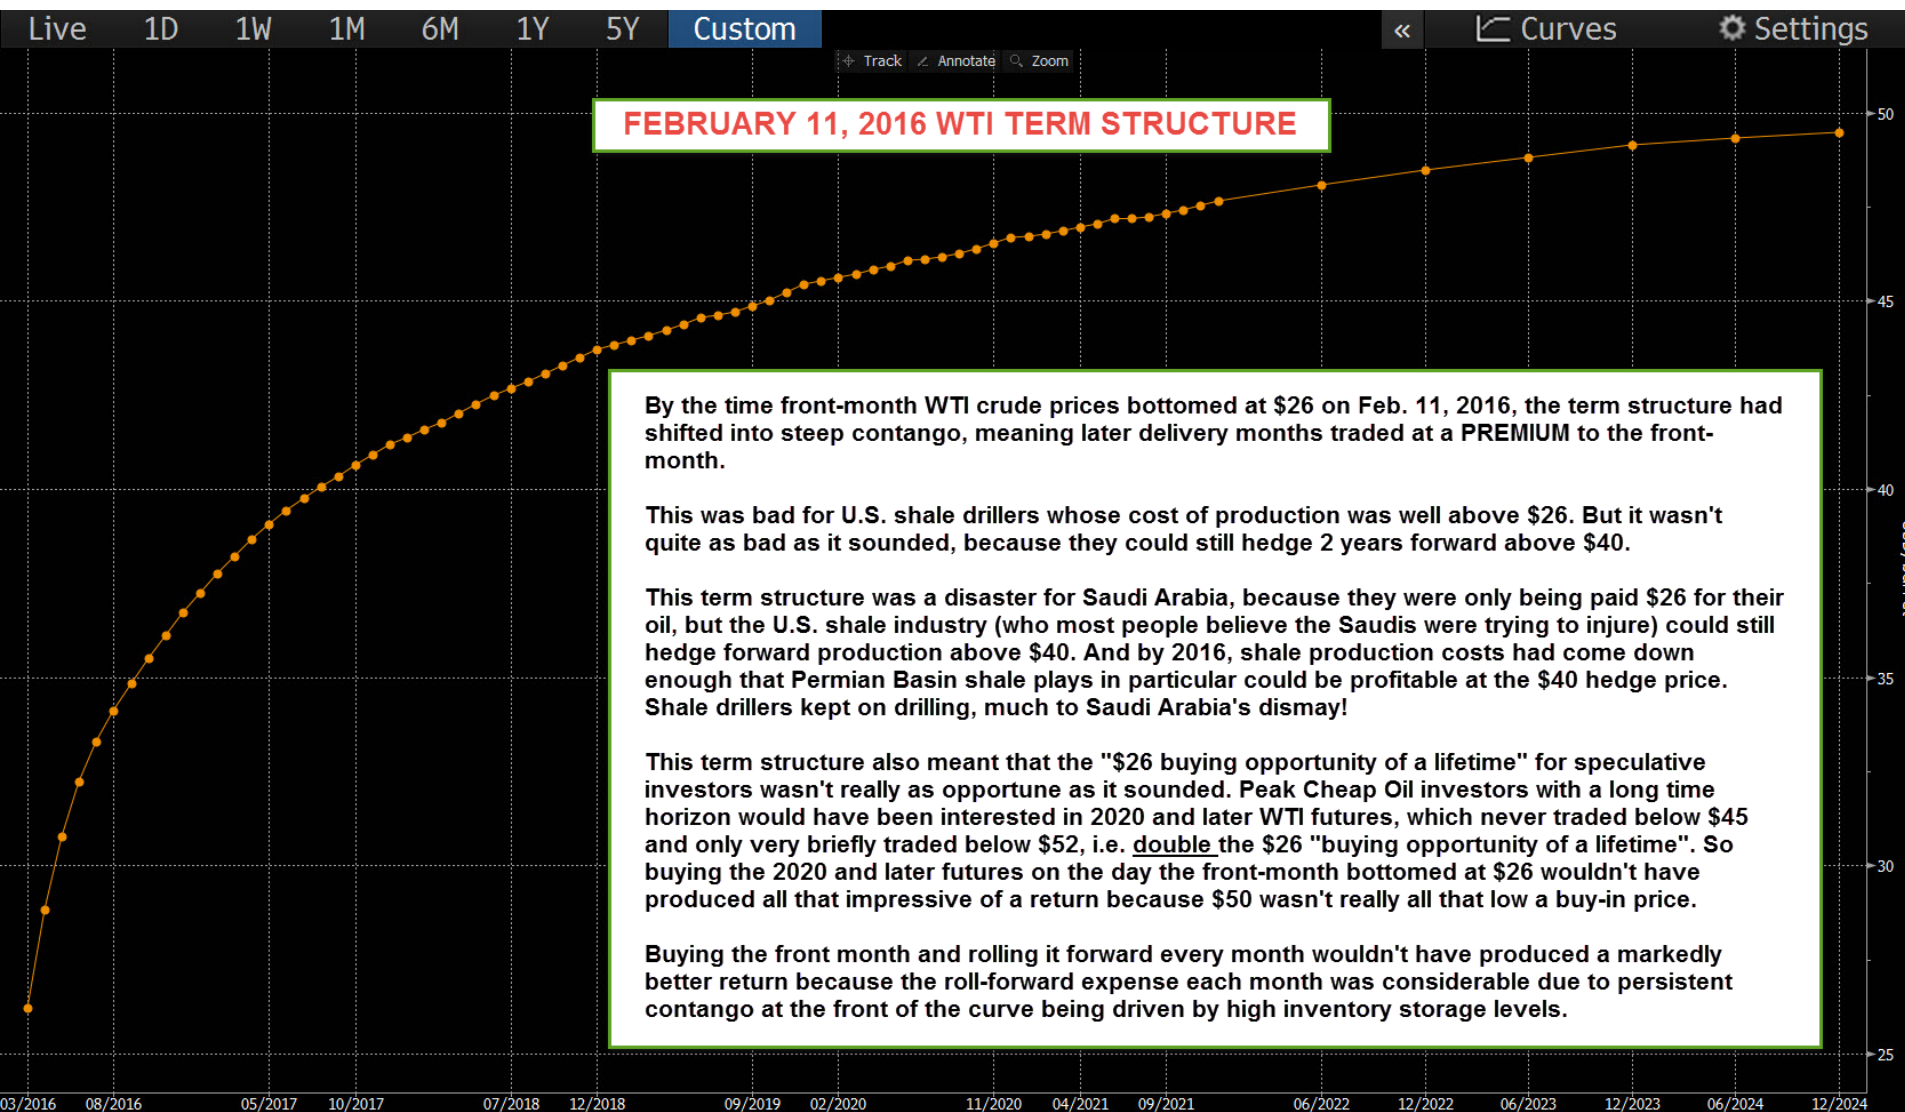 Live 1D 1W 1M 6M 1Y 5Y Custom « Curves Settings
Track Annotate Zoom
FEBRUARY 11, 2016 WTI TERM STRUCTURE
50
45
40
35
30
25
By the time front-month WTI crude prices bottomed at $26 on Feb. 11, 2016, the term structure had
shifted into steep contango, meaning later delivery months traded at a PREMIUM to the front-
month.
This was bad for U.S. shale drillers whose cost of production was well above $26. But it wasn't
quite as bad as it sounded, because they could still hedge 2 years forward above $40.
This term structure was a disaster for Saudi Arabia, because they were only being paid $26 for their
oil, but the U.S. shale industry (who most people believe the Saudis were trying to injure) could still
hedge forward production above $40. And by 2016, shale production costs had come down
enough that Permian Basin shale plays in particular could be profitable at the $40 hedge price.
Shale drillers kept on drilling, much to Saudi Arabia's dismay!
This term structure also meant that the "$26 buying opportunity of a lifetime" for speculative
investors wasn't really as opportune as it sounded. Peak Cheap Oil investors with a long time
horizon would have been interested in 2020 and later WTI futures, which never traded below $45
and only very briefly traded below $52, i.e. double the $26 "buying opportunity of a lifetime". So
buying the 2020 and later futures on the day the front-month bottomed at $26 wouldn't have
produced all that impressive of a return because $50 wasn't really all that low a buy-in price.
Buying the front month and rolling it forward every month wouldn't have produced a markedly
better return because the roll-forward expense each month was considerable due to persistent
contango at the front of the curve being driven by high inventory storage levels.
03/2016 08/2016 05/2017 10/2017 07/2018 12/2018 09/2019 02/2020 11/2020 04/2021 09/2021 06/2022 12/2022 06/2023 12/2023 06/2024 12/2024